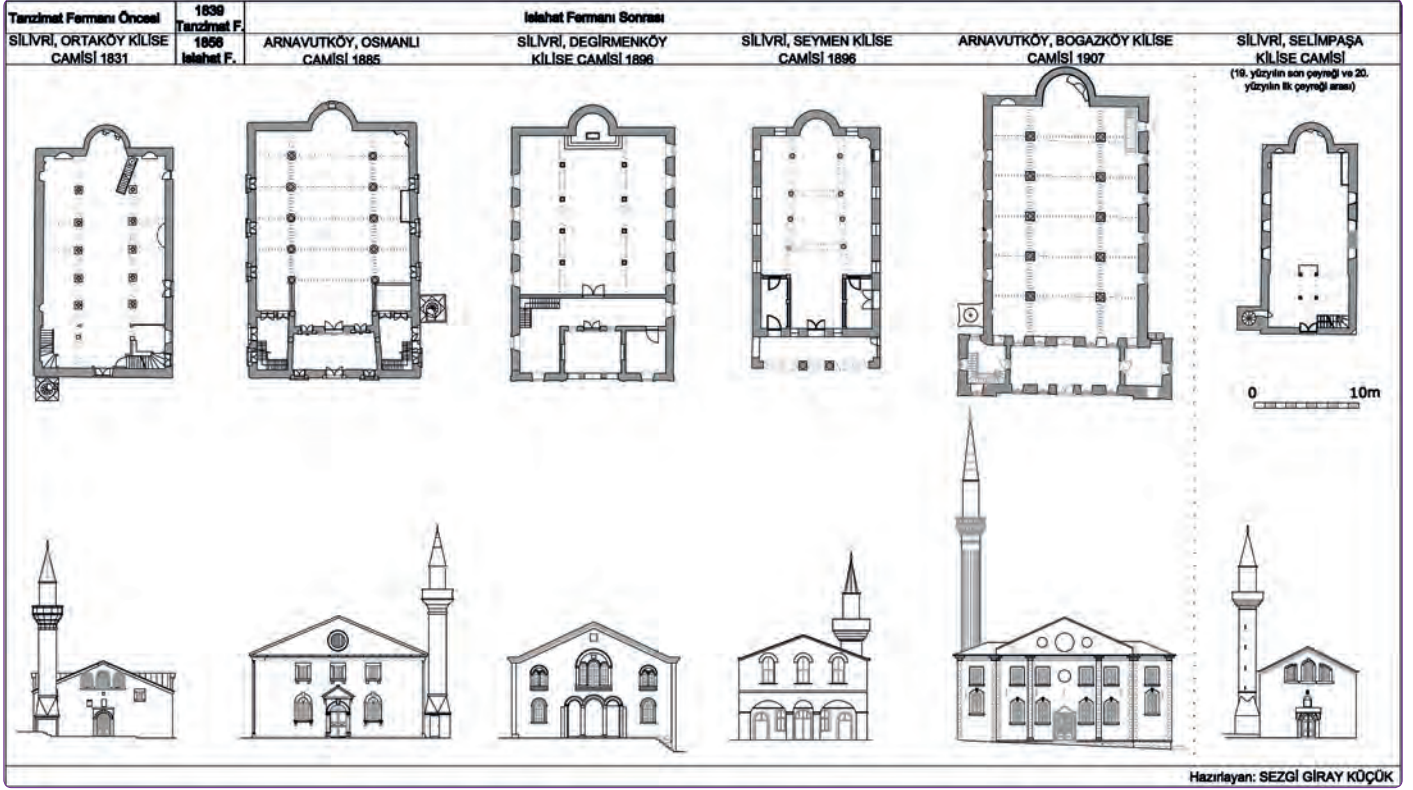 Tanzimat Fermanı Öncesi
1839
Tanzimat F.
1856
Islahat F.
Islahat Fermanı Sonrası
SİLİVRİ, ORTAKÖY KİLİSE
CAMİSİ 1831
ARNAVUTKÖY, OSMANLI
CAMİSİ 1885
SİLİVRİ, DEGİRMENKÖY
KİLİSE CAMİSİ 1896
SİLİVRİ, SEYMEN KİLİSE
CAMİSİ 1896
ARNAVUTKÖY, BOGAZKÖY KİLİSE
CAMİSİ 1907
SİLİVRİ, SELİMPAŞA
KİLİSE CAMİSİ
(19. yüzyılın son çeyreği ve 20.
yüzyılın ilk çeyreği arası)
0 10m
Hazırlayan: SEZGİ GİRAY KÜÇÜK